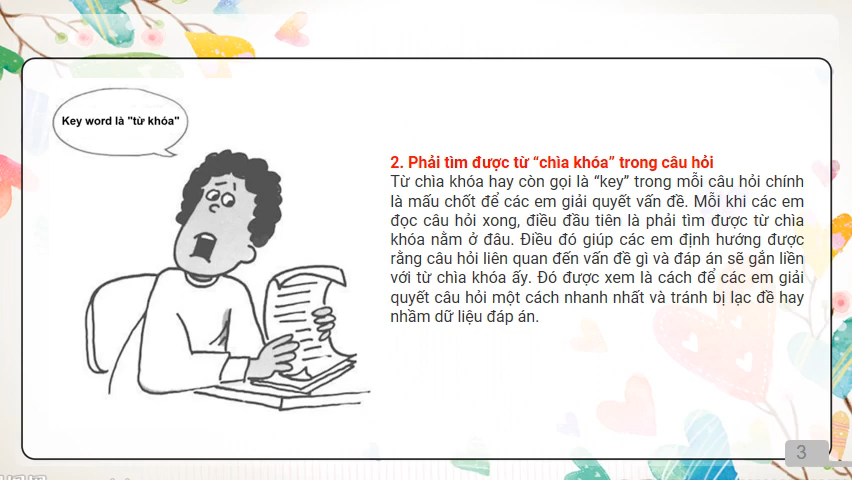 Key word là "từ khóa"
2. Phải tìm được từ “chìa khóa” trong câu hỏi
Từ chìa khóa hay còn gọi là “key” trong mỗi câu hỏi chính
là mấu chốt để các em giải quyết vấn đề. Mỗi khi các em
đọc câu hỏi xong, điều đầu tiên là phải tìm được từ chìa
khóa nằm ở đâu. Điều đó giúp các em định hướng được
rằng câu hỏi liên quan đến vấn đề gì và đáp án sẽ gắn liền
với từ chìa khóa ấy. Đó được xem là cách để các em giải
quyết câu hỏi một cách nhanh nhất và tránh bị lạc đề hay
nhầm dữ liệu đáp án.
3